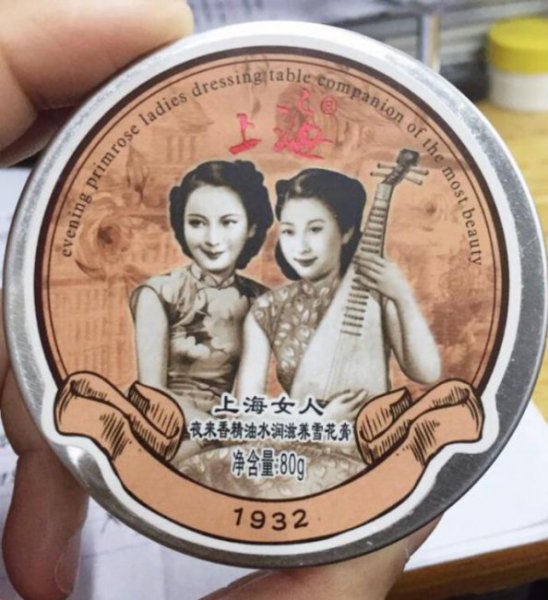 evening primrose ladies dressing table companion of the most beauty
上海
上海女人
夜来香精油水润滋养雪花膏
净含量:80g
1932